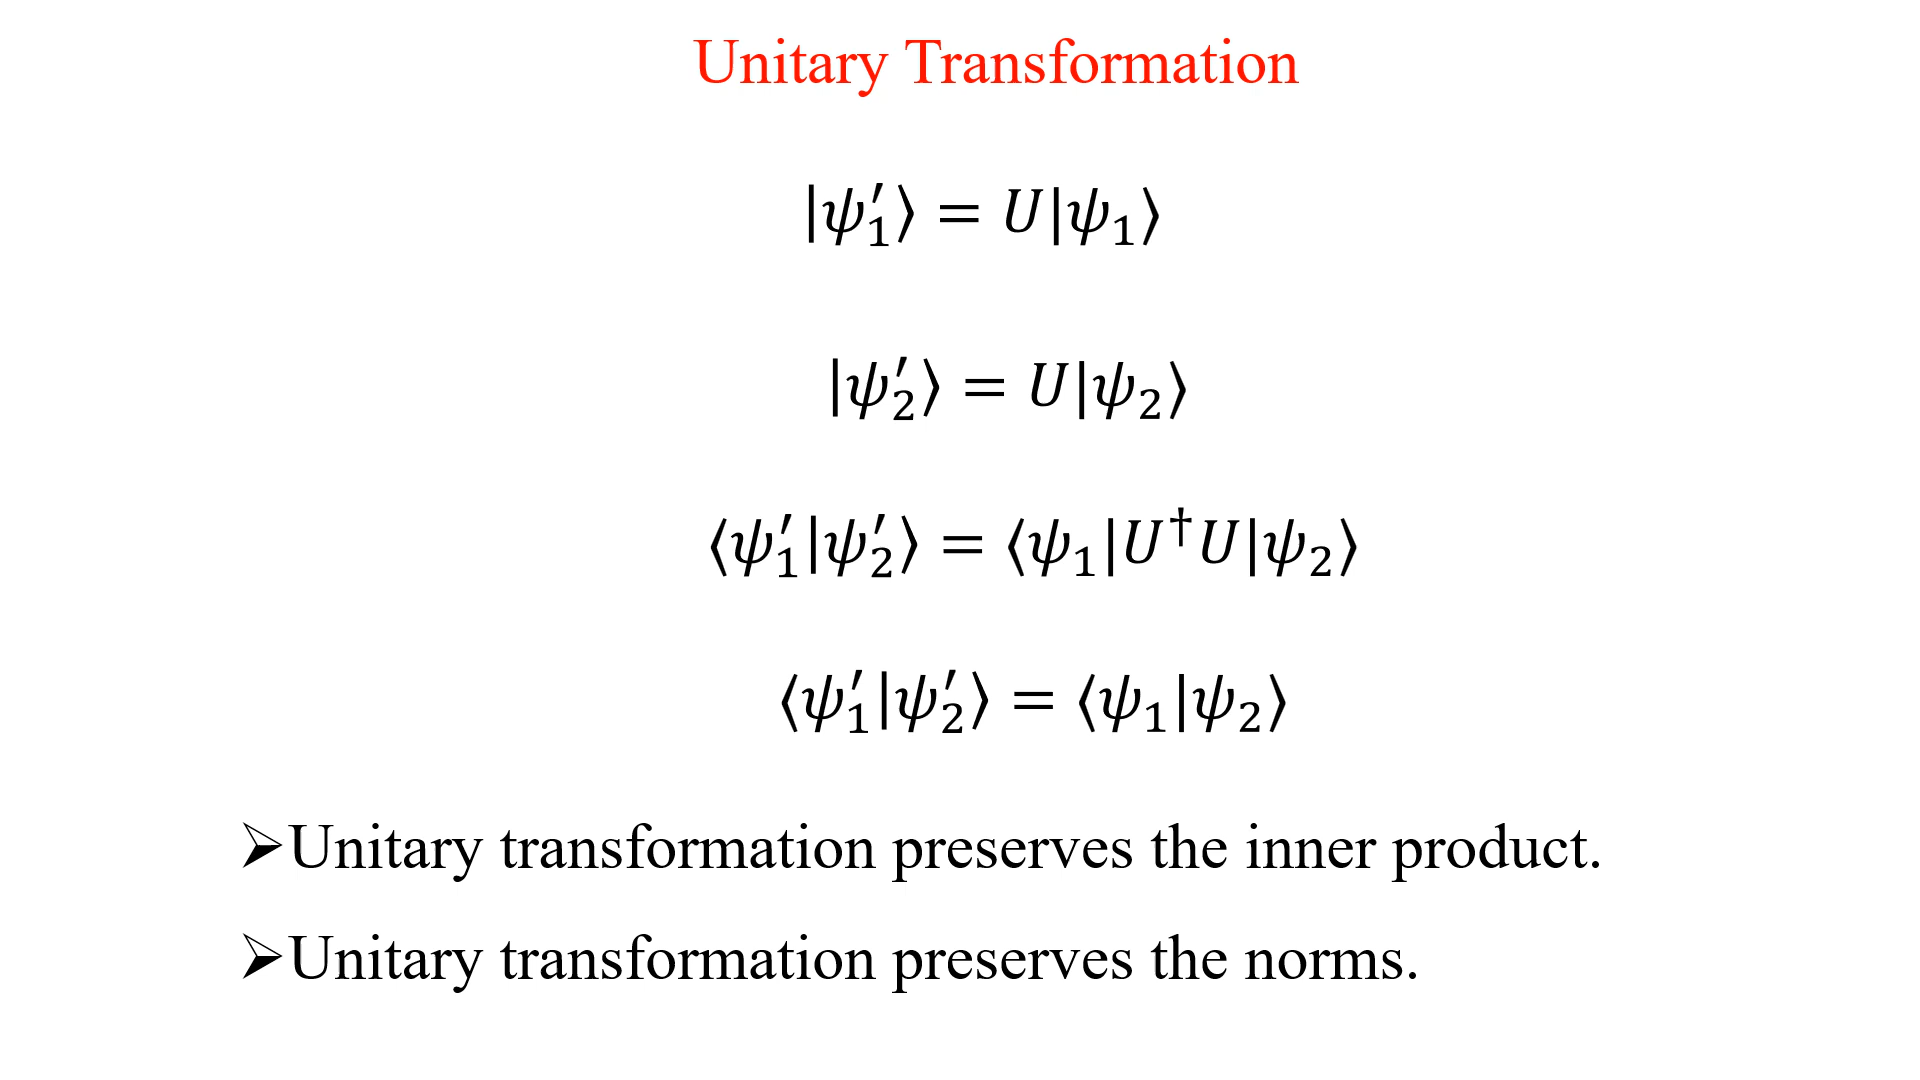 Unitary Transformation
|ψ′₁⟩ = U|ψ₁⟩
|ψ′₂⟩ = U|ψ₂⟩
⟨ψ′₁|ψ′₂⟩ = ⟨ψ₁|U†U|ψ₂⟩
⟨ψ′₁|ψ′₂⟩ = ⟨ψ₁|ψ₂⟩
➢Unitary transformation preserves the inner product.
➢Unitary transformation preserves the norms.